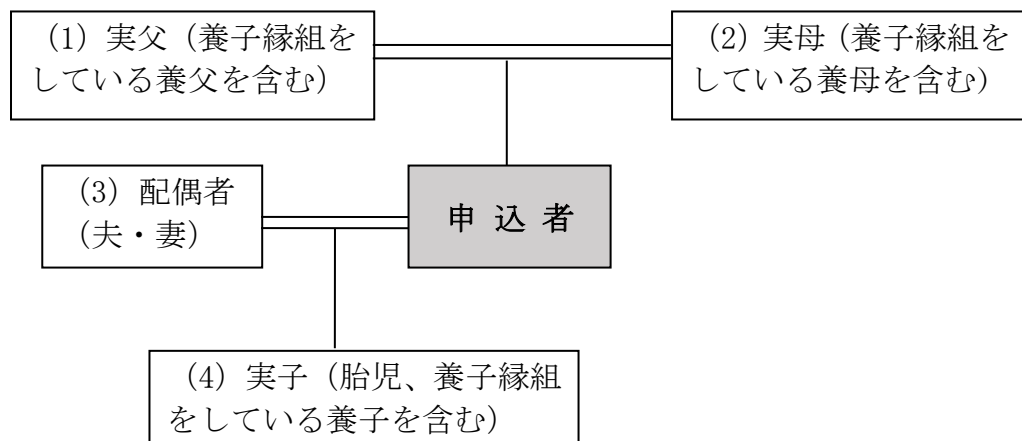 (1) 実父（養子縁組を
している養父を含む）
(2) 実母（養子縁組を
している養母を含む）
(3) 配偶者
（夫・妻）
申 込 者
(4) 実子（胎児、養子縁組
をしている養子を含む）